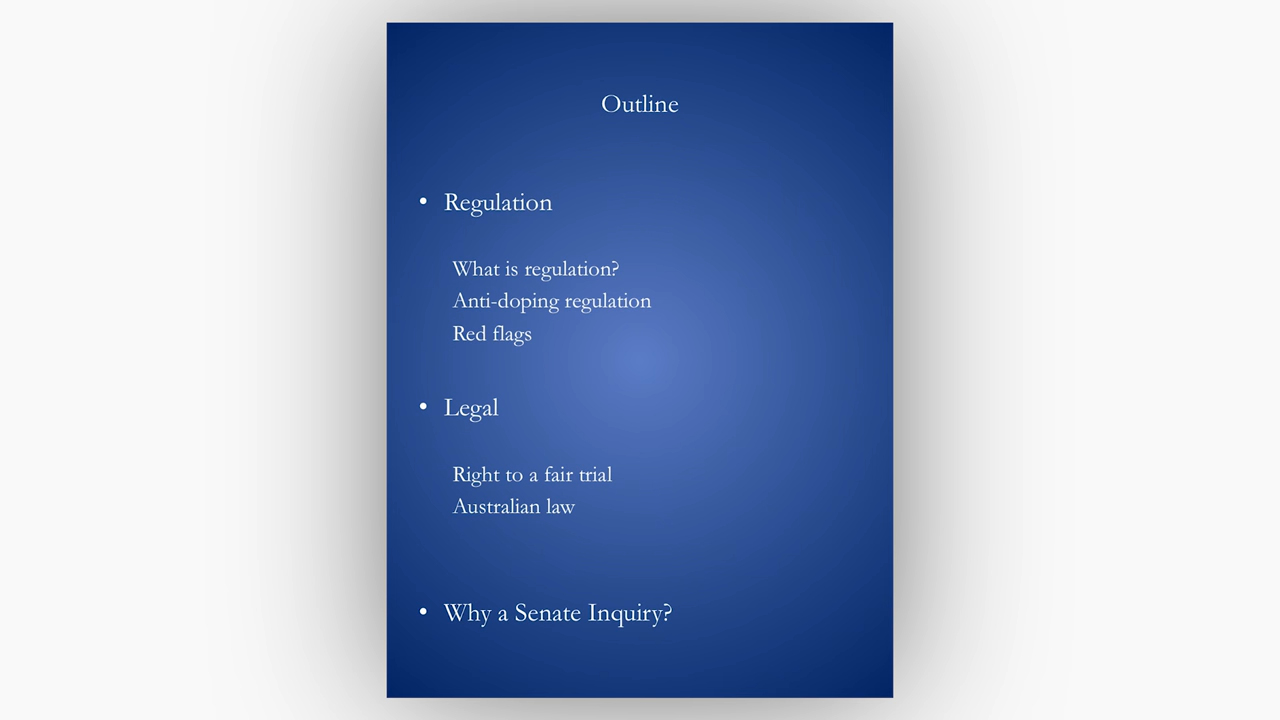 Outline
• Regulation
What is regulation?
Anti-doping regulation
Red flags
• Legal
Right to a fair trial
Australian law
• Why a Senate Inquiry?